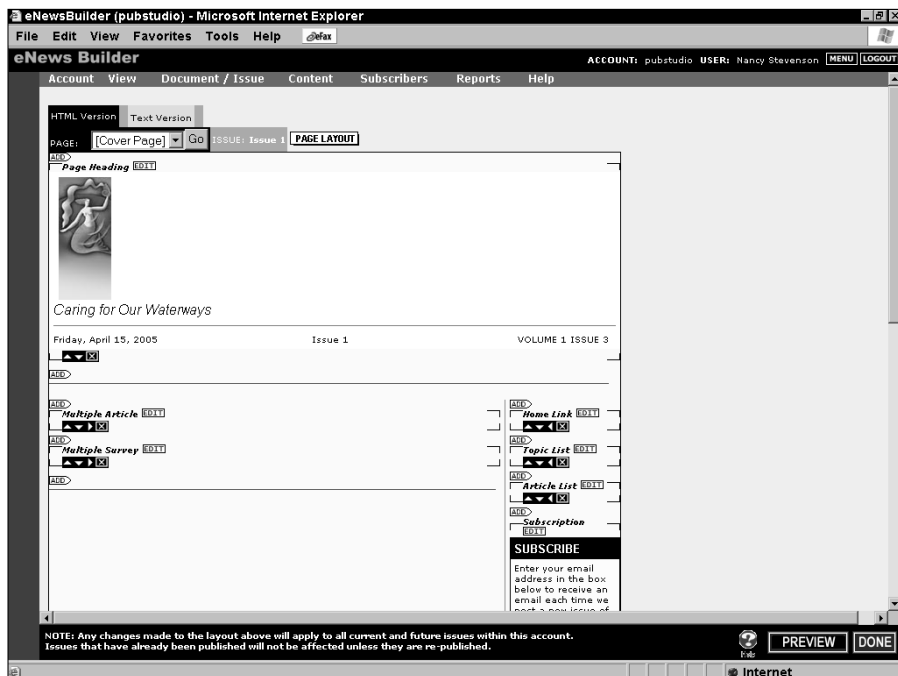 eNewsBuilder (pubstudio) - Microsoft Internet Explorer
File Edit View Favorites Tools Help eFax
eNews Builder
ACCOUNT: pubstudio USER: Nancy Stevenson MENU LOGOUT
Account View Document / Issue Content Subscribers Reports Help
HTML Version Text Version
PAGE: [Cover Page] Go ISSUE: Issue 1 PAGE LAYOUT
ADD
Page Heading EDIT
Caring for Our Waterways
Friday, April 15, 2005 Issue 1 VOLUME 1 ISSUE 3
ADD
ADD ADD
Multiple Article EDIT Home Link EDIT
ADD ADD
Multiple Survey EDIT Topic List EDIT
ADD ADD
Article List EDIT
ADD
Subscription
EDIT
SUBSCRIBE
Enter your email
address in the box
below to receive an
email each time we
post a new issue of
NOTE: Any changes made to the layout above will apply to all current and future issues within this account.
Issues that have already been published will not be affected unless they are re-published.
Help PREVIEW DONE
Internet